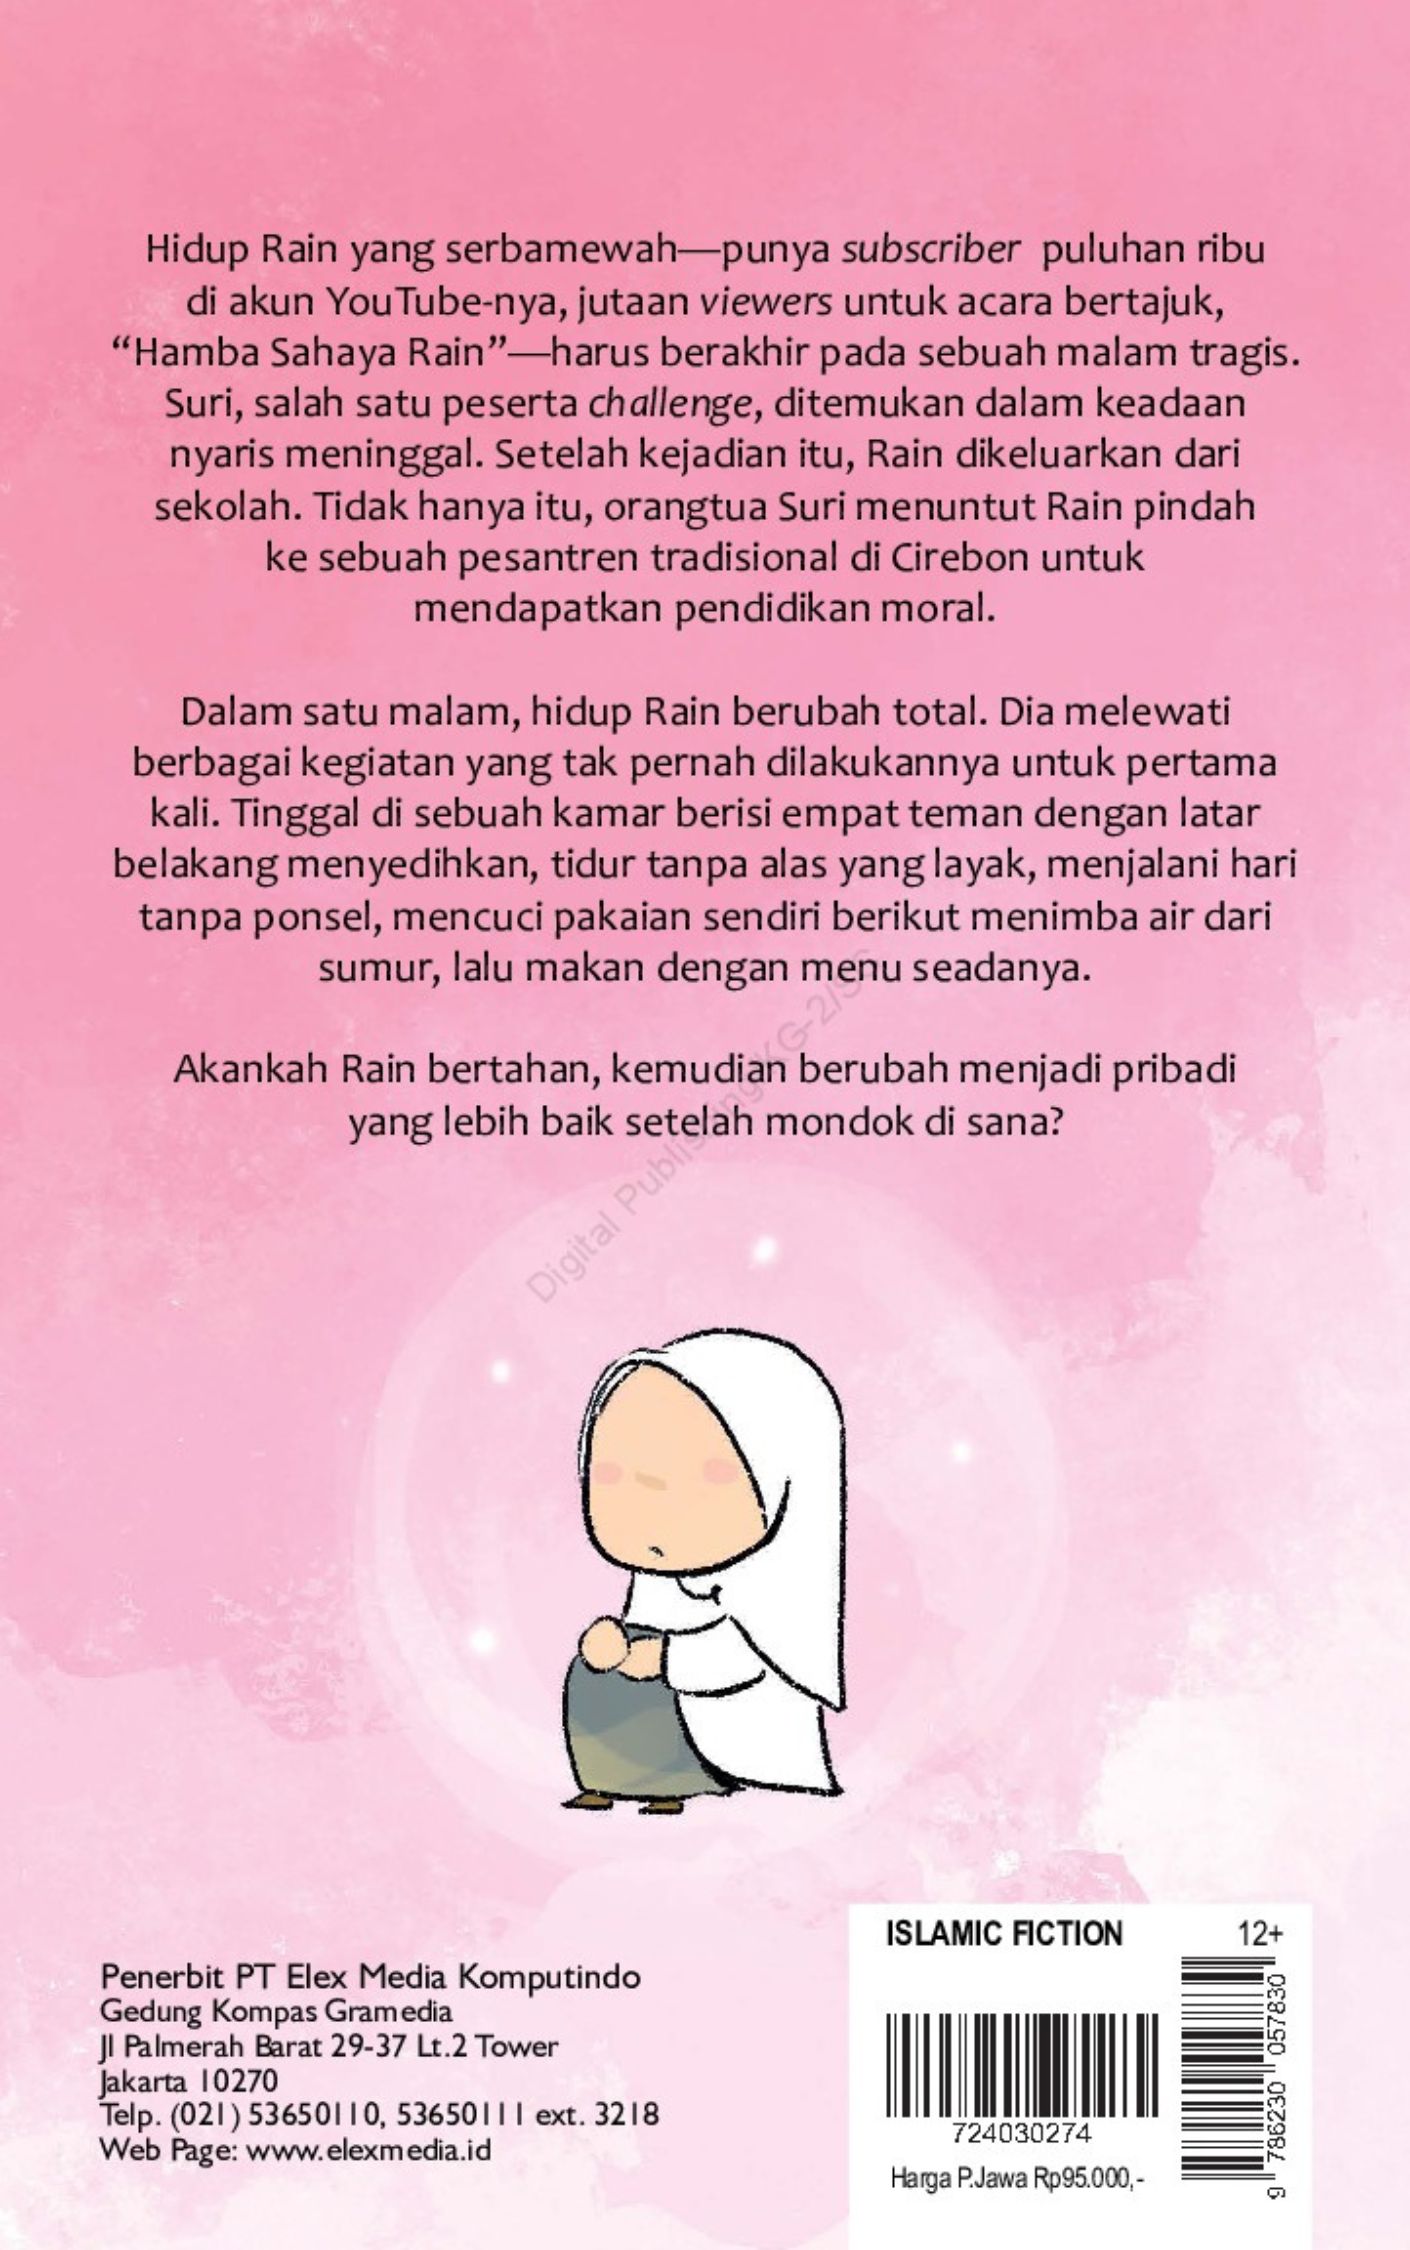 Hidup Rain yang serbamewah—punya subscriber puluhan ribu
di akun YouTube-nya, jutaan viewers untuk acara bertajuk,
“Hamba Sahaya Rain”—harus berakhir pada sebuah malam tragis.
Suri, salah satu peserta challenge, ditemukan dalam keadaan
nyaris meninggal. Setelah kejadian itu, Rain dikeluarkan dari
sekolah. Tidak hanya itu, orangtua Suri menuntut Rain pindah
ke sebuah pesantren tradisional di Cirebon untuk
mendapatkan pendidikan moral.
Dalam satu malam, hidup Rain berubah total. Dia melewati
berbagai kegiatan yang tak pernah dilakukannya untuk pertama
kali. Tinggal di sebuah kamar berisi empat teman dengan latar
belakang menyedihkan, tidur tanpa alas yang layak, menjalani hari
tanpa ponsel, mencuci pakaian sendiri berikut menimba air dari
sumur, lalu makan dengan menu seadanya.
Akankah Rain bertahan, kemudian berubah menjadi pribadi
yang lebih baik setelah mondok di sana?
Digital Publishing/KG-2/SC
Penerbit PT Elex Media Komputindo
Gedung Kompas Gramedia
Jl Palmerah Barat 29-37 Lt.2 Tower
Jakarta 10270
Telp. (021) 53650110, 53650111 ext. 3218
Web Page: www.elexmedia.id
ISLAMIC FICTION 12+
724030274
Harga P.Jawa Rp95.000,-
9 786230 057830